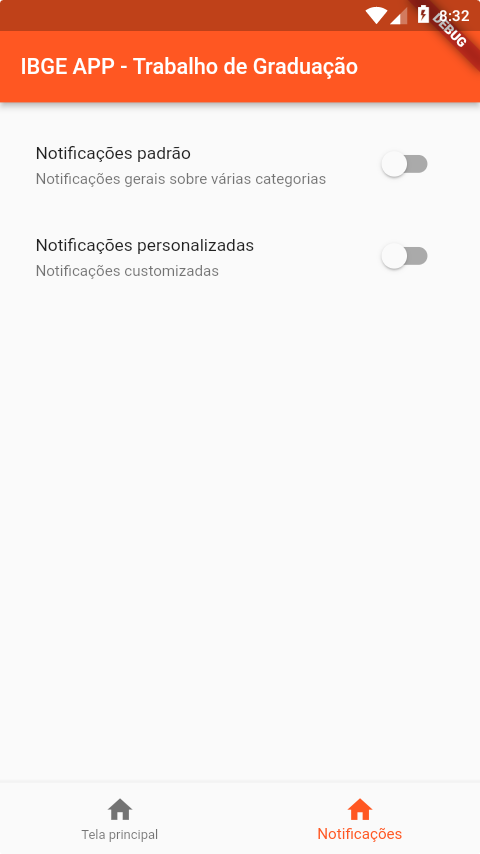 8:32
DEBUG
IBGE APP - Trabalho de Graduação
Notificações padrão
Notificações gerais sobre várias categorias
Notificações personalizadas
Notificações customizadas
Tela principal
Notificações